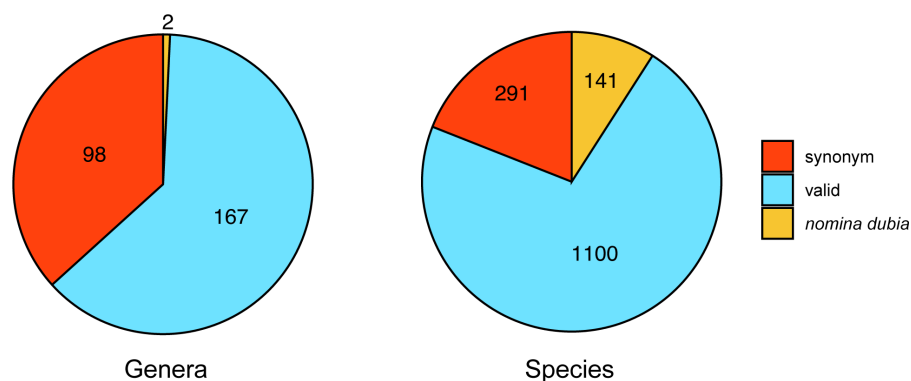 2
98
167
Genera
291
141
1100
Species
synonym
valid
nomina dubia